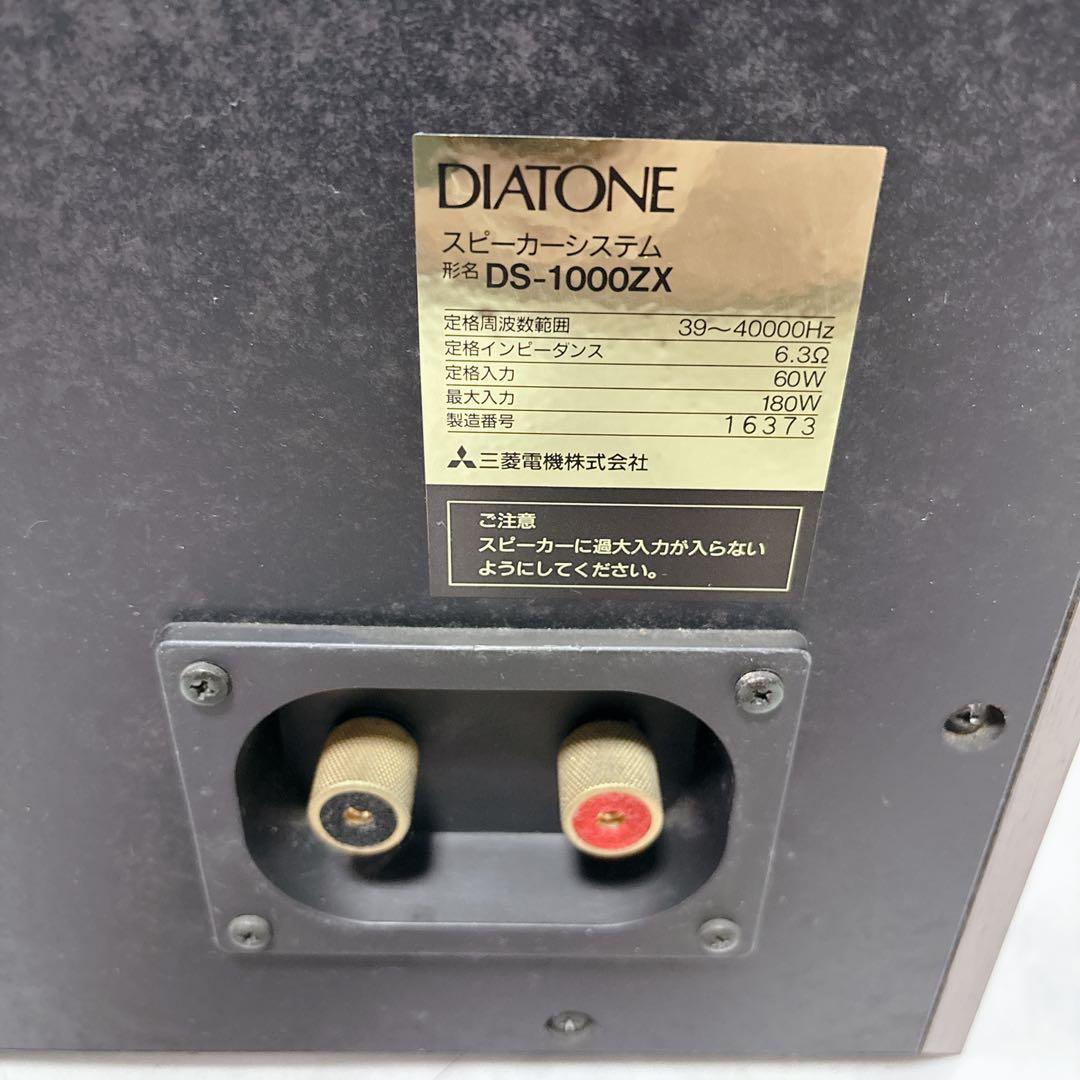 DIATONE
スピーカーシステム
形名 DS-1000ZX
定格周波数範囲 39〜40000Hz
定格インピーダンス 6.3Ω
定格入力 60W
最大入力 180W
製造番号 16373
三菱電機株式会社
ご注意
スピーカーに過大入力が入らない
ようにしてください。